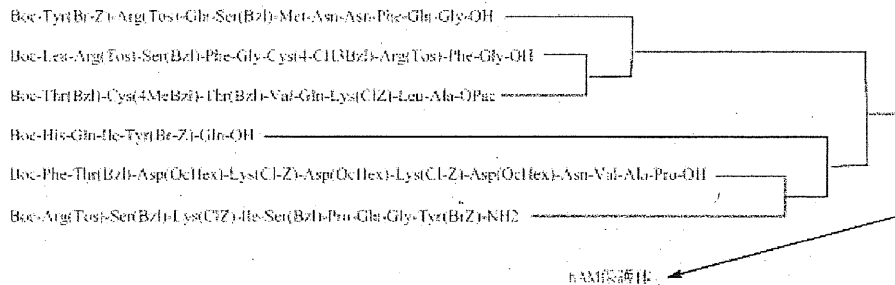 Boc-Tyr(Br-Z)-Arg(Tos)-Gln-Ser(Bzl)-Met-Asn-Asn-Phe-Gln-Gly-OH
Boc-Leu-Arg(Tos)-Ser(Bzl)-Phe-Gly-Cys(4-CH3Bzl)-Arg(Tos)-Phe-Gly-OH
Boc-Thr(Bzl)-Cys(4MeBzl)-Thr(Bzl)-Val-Gln-Lys(ClZ)-Leu-Ala-OPac
Boc-His-Gln-Ile-Tyr(Br-Z)-Gln-OH
Boc-Phe-Thr(Bzl)-Asp(OcHex)-Lys(Cl-Z)-Asp(OcHex)-Lys(Cl-Z)-Asp(OcHex)-Asn-Val-Ala-Pro-OH
Boc-Arg(Tos)-Ser(Bzl)-Lys(ClZ)-Ile-Ser(Bzl)-Pro-Gln-Gly-Tyr(BrZ)-NH2
hAM保護体